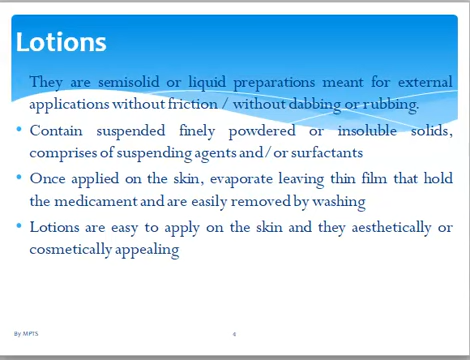 Lotions
They are semisolid or liquid preparations meant for external
applications without friction / without dabbing or rubbing.
• Contain suspended finely powdered or insoluble solids,
comprises of suspending agents and/or surfactants
• Once applied on the skin, evaporate leaving thin film that hold
the medicament and are easily removed by washing
• Lotions are easy to apply on the skin and they aesthetically or
cosmetically appealing
By MPTS
4